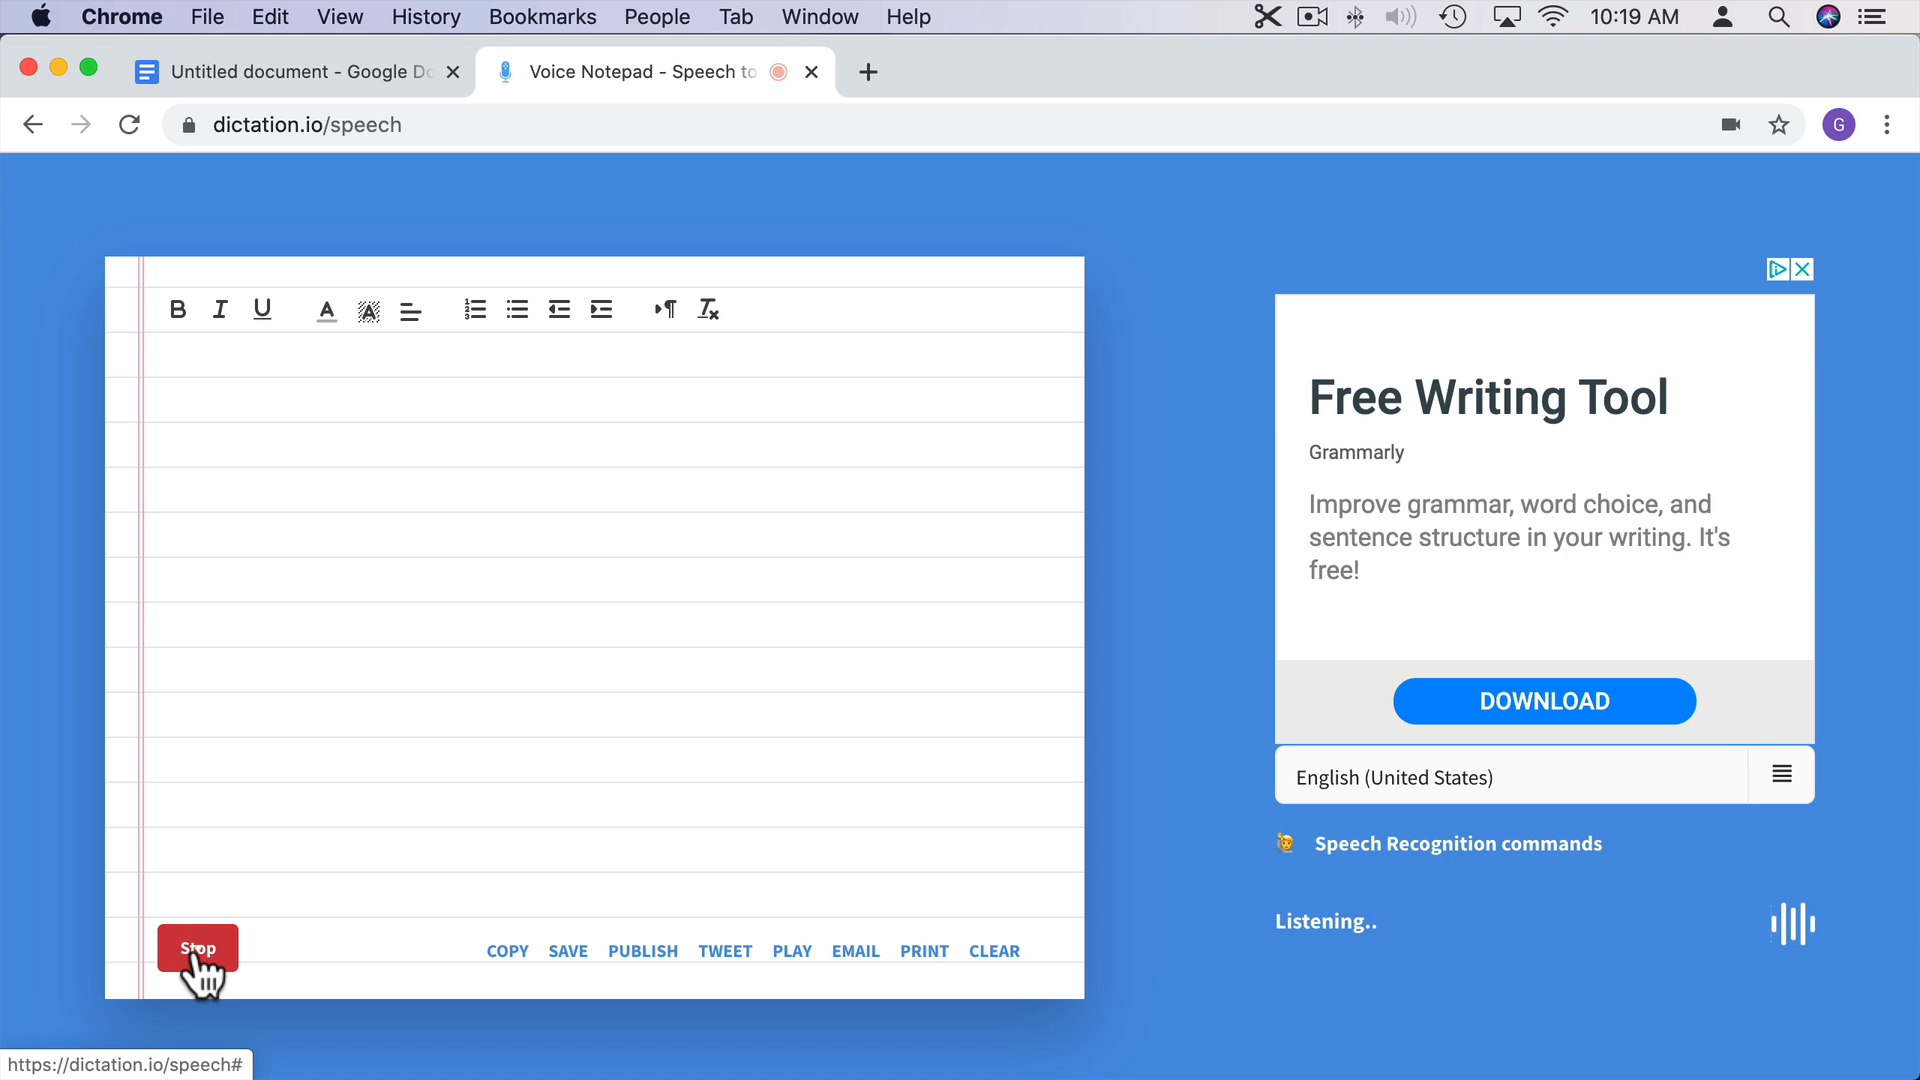 Chrome File Edit View History Bookmarks People Tab Window Help 10:19 AM
Untitled document - Google Do Voice Notepad - Speech to
dictation.io/speech G
B I U A A
Free Writing Tool
Grammarly
Improve grammar, word choice, and
sentence structure in your writing. It's
free!
DOWNLOAD
English (United States)
Speech Recognition commands
Listening..
Stop COPY SAVE PUBLISH TWEET PLAY EMAIL PRINT CLEAR
https://dictation.io/speech#